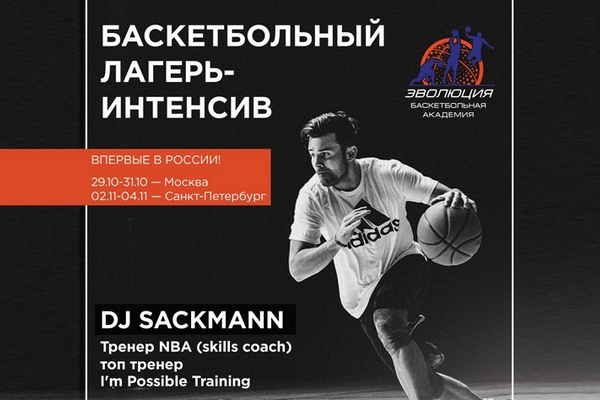 БАСКЕТБОЛЬНЫЙ
ЛАГЕРЬ-
ИНТЕНСИВ
ЭВОЛЮЦИЯ
БАСКЕТБОЛЬНАЯ
АКАДЕМИЯ
ВПЕРВЫЕ В РОССИИ!
29.10-31.10 — Москва
02.11-04.11 — Санкт-Петербург
adidas
DJ SACKMANN
Тренер NBA (skills coach)
топ тренер
I'm Possible Training